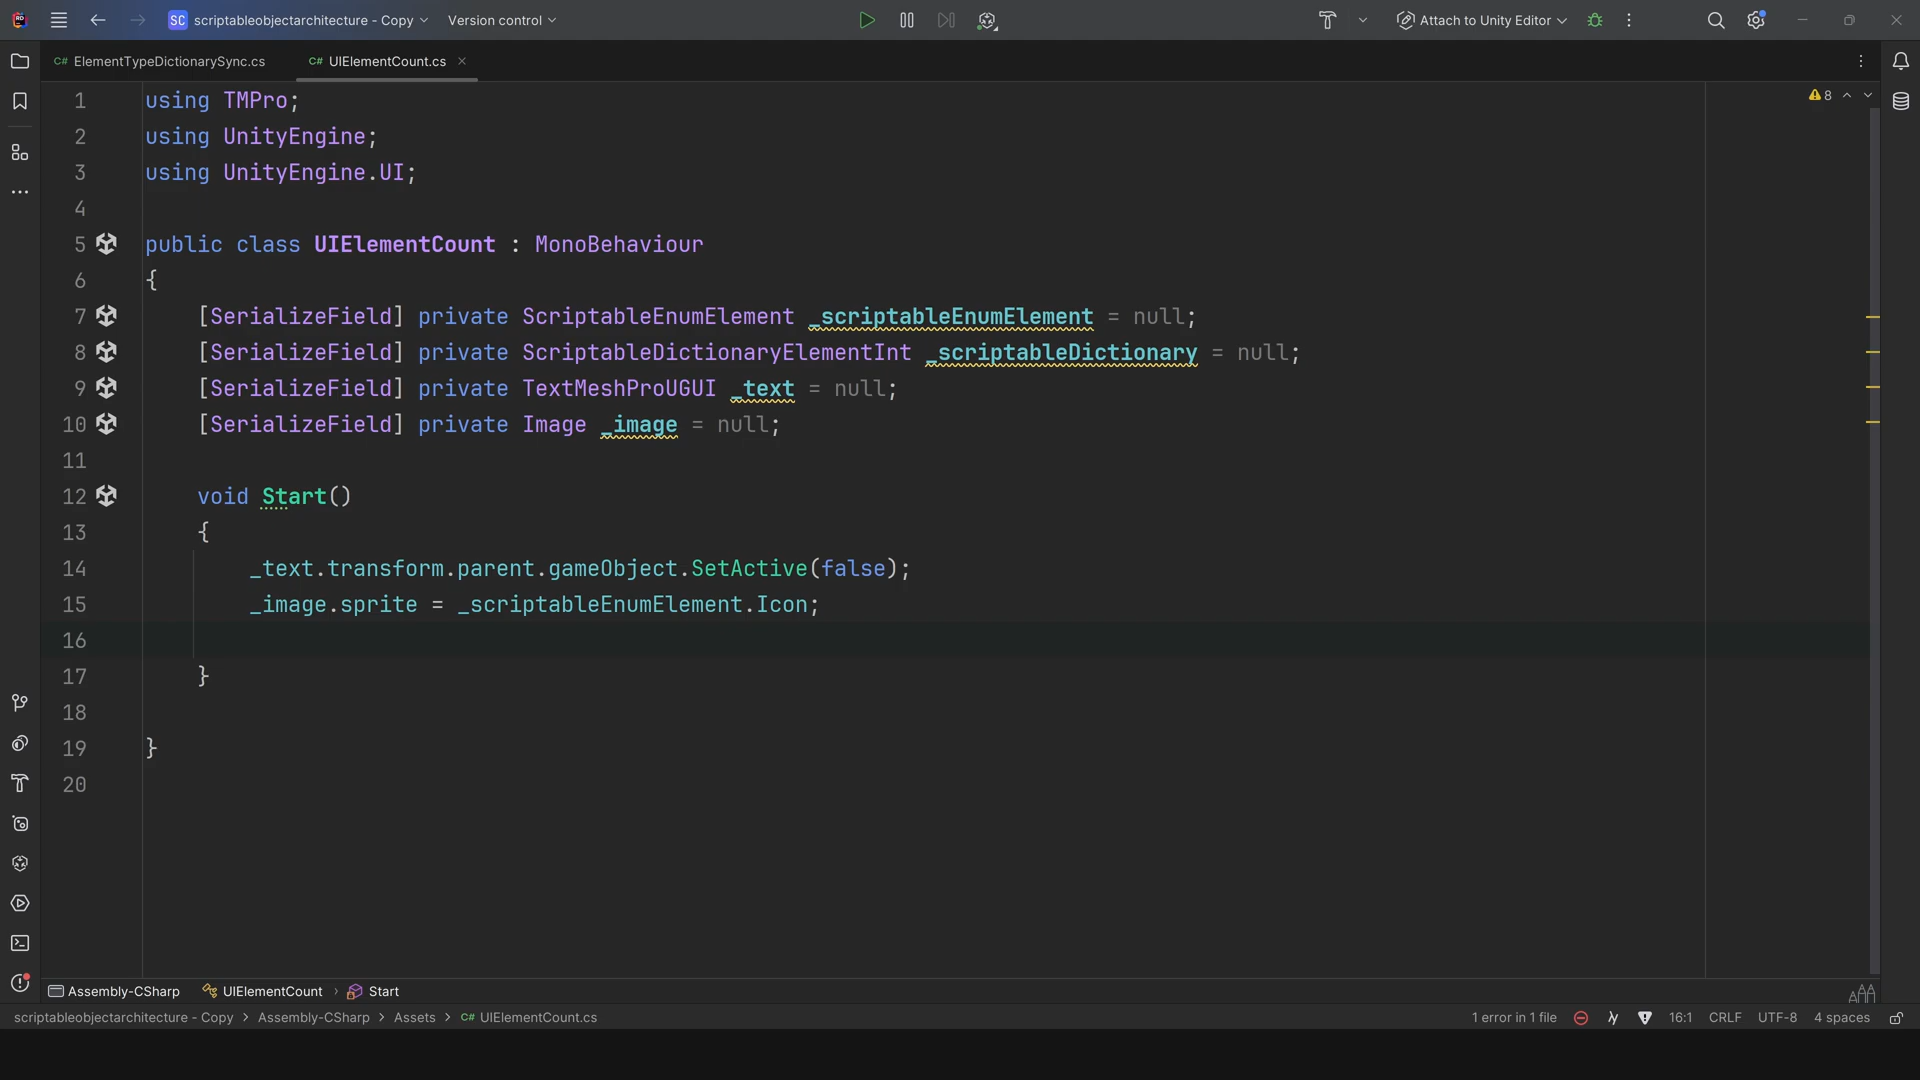 SC scriptableobjectarchitecture - Copy Version control Attach to Unity Editor
C# ElementTypeDictionarySync.cs C# UIElementCount.cs
1 using TMPro; 8
2 using UnityEngine;
3 using UnityEngine.UI;
4
5 public class UIElementCount : MonoBehaviour
6 {
7 [SerializeField] private ScriptableEnumElement _scriptableEnumElement = null;
8 [SerializeField] private ScriptableDictionaryElementInt _scriptableDictionary = null;
9 [SerializeField] private TextMeshProUGUI _text = null;
10 [SerializeField] private Image _image = null;
11
12 void Start()
13 {
14 _text.transform.parent.gameObject.SetActive(false);
15 _image.sprite = _scriptableEnumElement.Icon;
16
17 }
18
19 }
20
Assembly-CSharp UIElementCount › Start
scriptableobjectarchitecture - Copy › Assembly-CSharp › Assets › C# UIElementCount.cs 1 error in 1 file 16:1 CRLF UTF-8 4 spaces